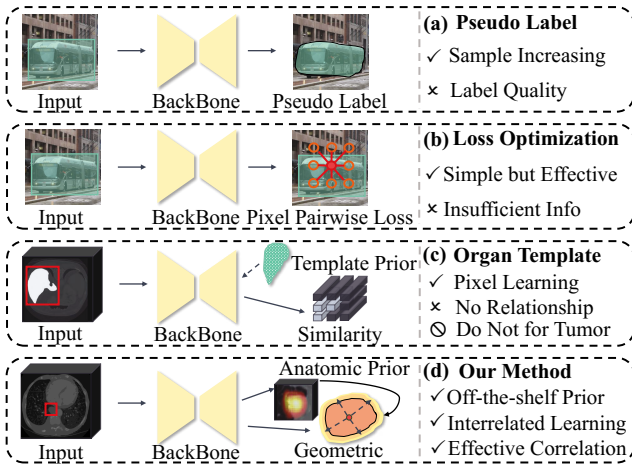 (a) Pseudo Label
✓ Sample Increasing
Input BackBone Pseudo Label
× Label Quality
(b) Loss Optimization
✓ Simple but Effective
Input BackBone Pixel Pairwise Loss
× Insufficient Info
(c) Organ Template
Template Prior
✓ Pixel Learning
× No Relationship
Input BackBone Similarity
Do Not for Tumor
Anatomic Prior
(d) Our Method
✓ Off-the-shelf Prior
✓ Interrelated Learning
Input BackBone Geometric
✓ Effective Correlation